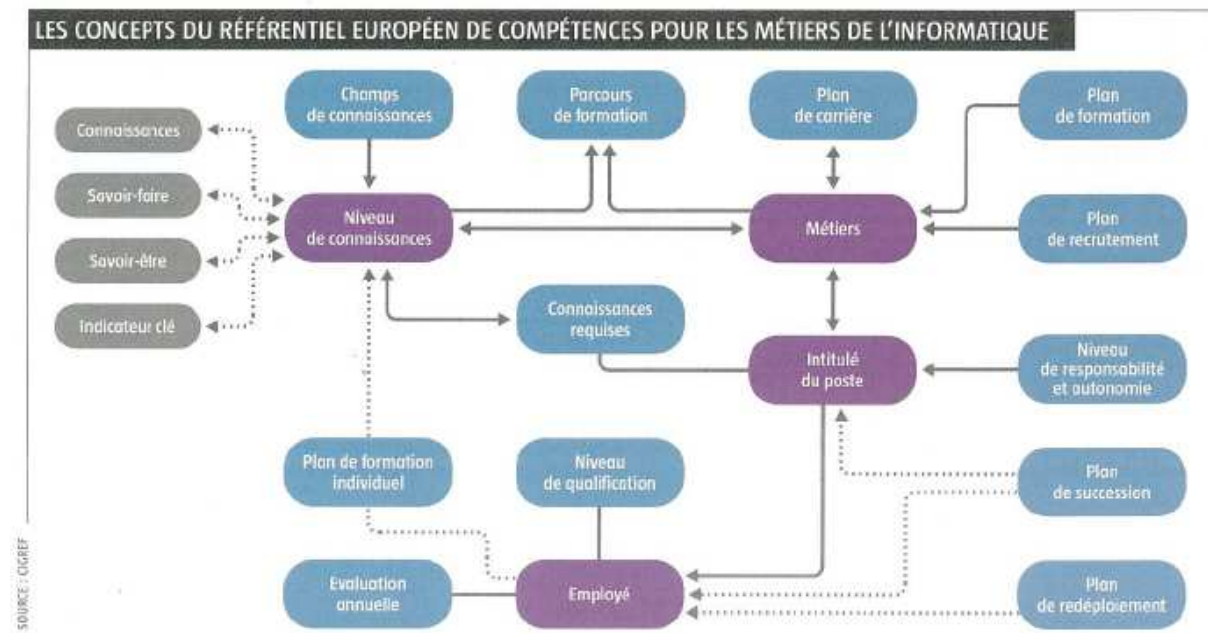 LES CONCEPTS DU RÉFÉRENTIEL EUROPÉEN DE COMPÉTENCES POUR LES MÉTIERS DE L'INFORMATIQUE
Champs
de connaissances
Parcours
de formation
Plan
de carrière
Plan
de formation
Connaissances
Savoir-faire
Savoir-être
Indicateur clé
Niveau
de connaissances
Métiers
Plan
de recrutement
Connaissances
requises
Intitulé
du poste
Niveau
de responsabilité
et autonomie
Plan de formation
individuel
Niveau
de qualification
Plan
de succession
Evaluation
annuelle
Employé
Plan
de redéploiement
SOURCE : CIGREF